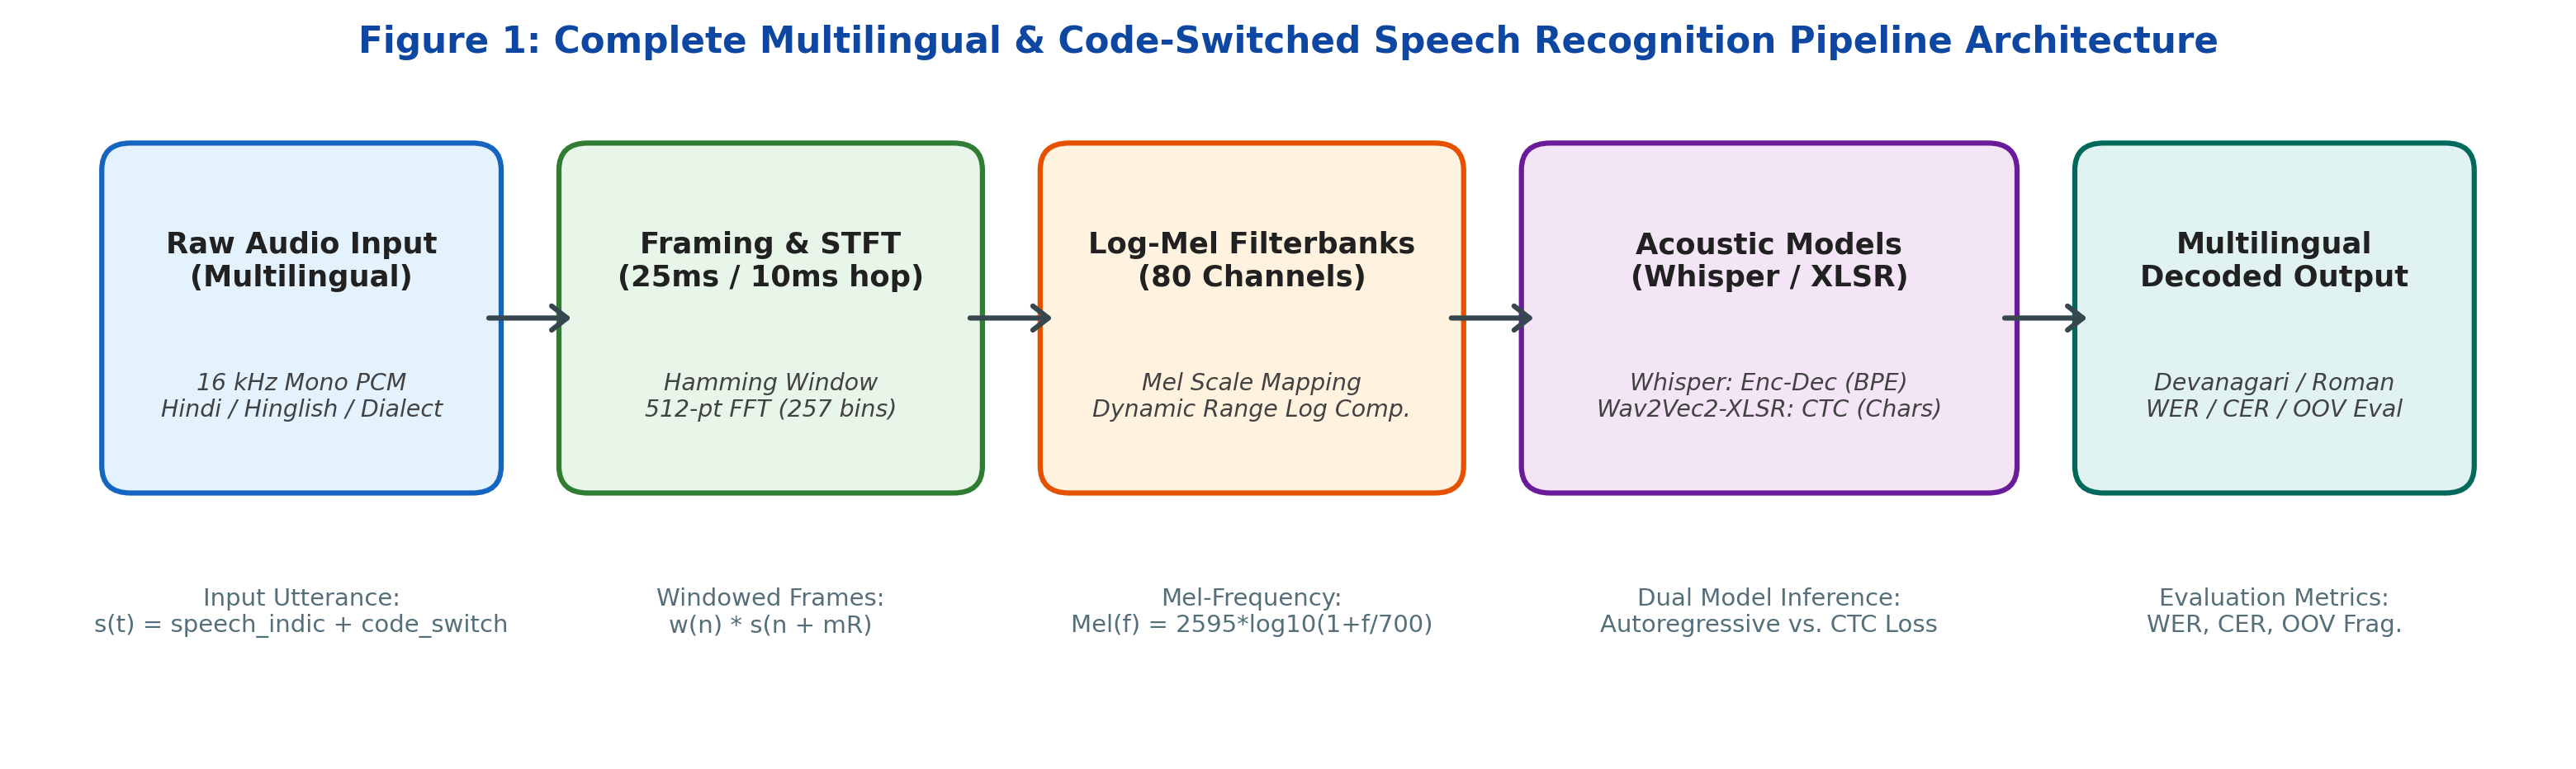 Figure 1: Complete Multilingual & Code-Switched Speech Recognition Pipeline Architecture
Raw Audio Input
(Multilingual)
16 kHz Mono PCM
Hindi / Hinglish / Dialect
Framing & STFT
(25ms / 10ms hop)
Hamming Window
512-pt FFT (257 bins)
Log-Mel Filterbanks
(80 Channels)
Mel Scale Mapping
Dynamic Range Log Comp.
Acoustic Models
(Whisper / XLSR)
Whisper: Enc-Dec (BPE)
Wav2Vec2-XLSR: CTC (Chars)
Multilingual
Decoded Output
Devanagari / Roman
WER / CER / OOV Eval
Input Utterance:
s(t) = speech_indic + code_switch
Windowed Frames:
w(n) * s(n + mR)
Mel-Frequency:
Mel(f) = 2595*log10(1+f/700)
Dual Model Inference:
Autoregressive vs. CTC Loss
Evaluation Metrics:
WER, CER, OOV Frag.